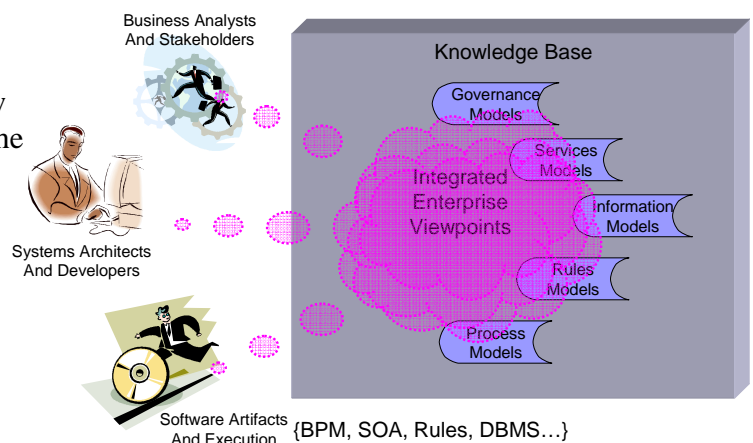 Business Analysts
And Stakeholders
Knowledge Base
Governance
Models
y
ne
Services
Models
Integrated
Enterprise
Viewpoints
Information
Models
Systems Architects
And Developers
Rules
Models
Process
Models
Software Artifacts
And Execution
{BPM, SOA, Rules, DBMS…}